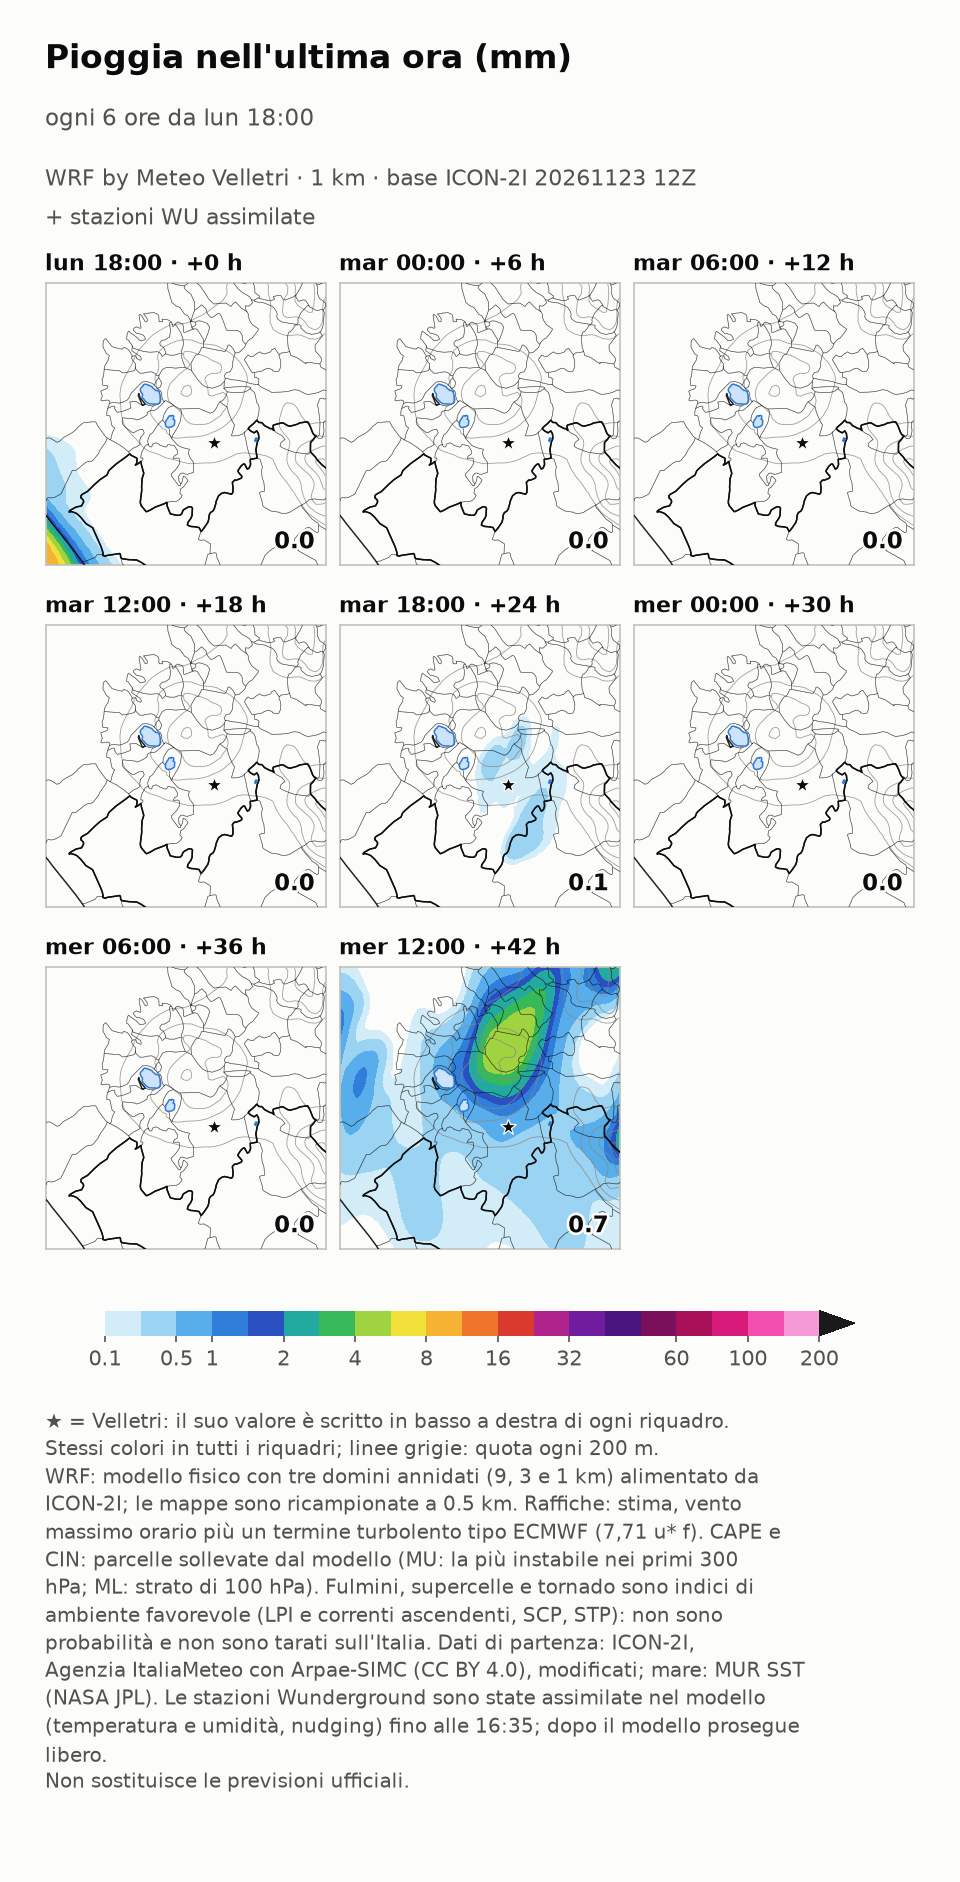 Pioggia nell'ultima ora (mm)
ogni 6 ore da lun 18:00
WRF by Meteo Velletri · 1 km · base ICON-2I 20261123 12Z
+ stazioni WU assimilate
lun 18:00 · +0 h
mar 00:00 · +6 h
mar 06:00 · +12 h
0.0
0.0
0.0
mar 12:00 · +18 h
mar 18:00 · +24 h
mer 00:00 · +30 h
0.0
0.1
0.0
mer 06:00 · +36 h
mer 12:00 · +42 h
0.0
0.7
0.1 0.5 1 2 4 8 16 32 60 100 200
★ = Velletri: il suo valore è scritto in basso a destra di ogni riquadro.
Stessi colori in tutti i riquadri; linee grigie: quota ogni 200 m.
WRF: modello fisico con tre domini annidati (9, 3 e 1 km) alimentato da
ICON-2I; le mappe sono ricampionate a 0.5 km. Raffiche: stima, vento
massimo orario più un termine turbolento tipo ECMWF (7,71 u* f). CAPE e
CIN: parcelle sollevate dal modello (MU: la più instabile nei primi 300
hPa; ML: strato di 100 hPa). Fulmini, supercelle e tornado sono indici di
ambiente favorevole (LPI e correnti ascendenti, SCP, STP): non sono
probabilità e non sono tarati sull'Italia. Dati di partenza: ICON-2I,
Agenzia ItaliaMeteo con Arpae-SIMC (CC BY 4.0), modificati; mare: MUR SST
(NASA JPL). Le stazioni Wunderground sono state assimilate nel modello
(temperatura e umidità, nudging) fino alle 16:35; dopo il modello prosegue
libero.
Non sostituisce le previsioni ufficiali.